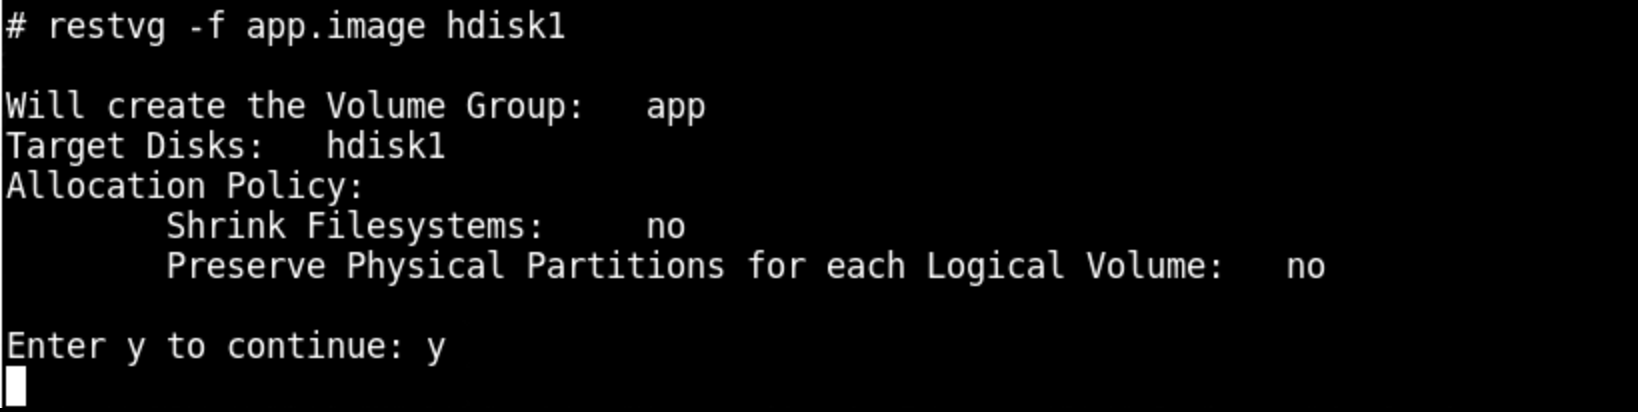 # restvg -f app.image hdisk1
Will create the Volume Group:   app
Target Disks:   hdisk1
Allocation Policy:
        Shrink Filesystems:     no
        Preserve Physical Partitions for each Logical Volume:   no
Enter y to continue: y